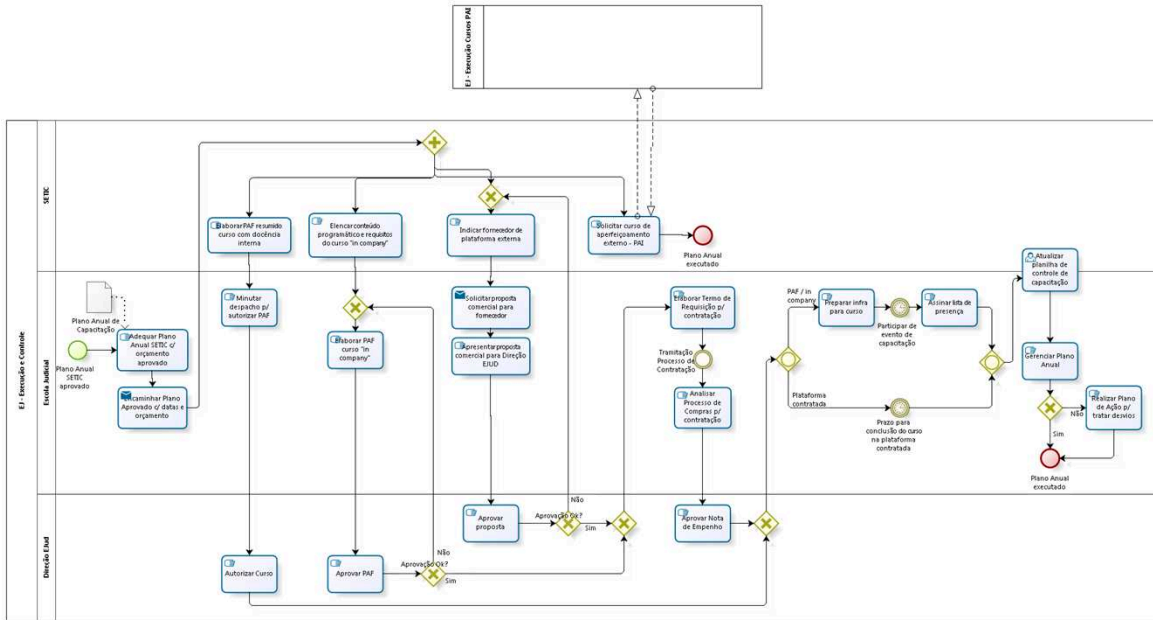 EJ - Execução Cursos PAI
EJ - Execução e Controle
SETIC
Elaborar PAF resumido
curso com docência
interna
Elencar conteúdo
programático e requisitos
do curso "in company"
Indicar fornecedor de
plataforma externa
Solicitar curso de
aperfeiçoamento
externo - PAI
Plano Anual
executado
Escola Judicial
Plano Anual de
Capacitação
Plano Anual
SETIC
aprovado
Adequar Plano
Anual SETIC c/
orçamento
aprovado
Encaminhar Plano
Aprovado c/ datas e
orçamento
Minutar
despacho p/
autorizar PAF
Elaborar PAF
curso "in
company"
Solicitar proposta
comercial para
fornecedor
Apresentar proposta
comercial para Direção
EJUD
Elaborar Termo de
Requisição p/
contratação
Tramitação
Processo de
Contratação
Analisar
Processo de
Compras p/
contratação
PAF / in
company
Plataforma
contratada
Preparar infra
para curso
Participar de
evento de
capacitação
Assinar lista de
presença
Prazo para
conclusão do curso
na plataforma
contratada
Atualizar
planilha de
controle de
capacitação
Gerenciar Plano
Anual
Não
Sim
Realizar Plano
de Ação p/
tratar desvios
Plano Anual
executado
Direção EJud
Autorizar Curso
Aprovar PAF
Aprovação Ok?
Não
Sim
Aprovar
proposta
Aprovação Ok?
Não
Sim
Aprovar Nota
de Empenho